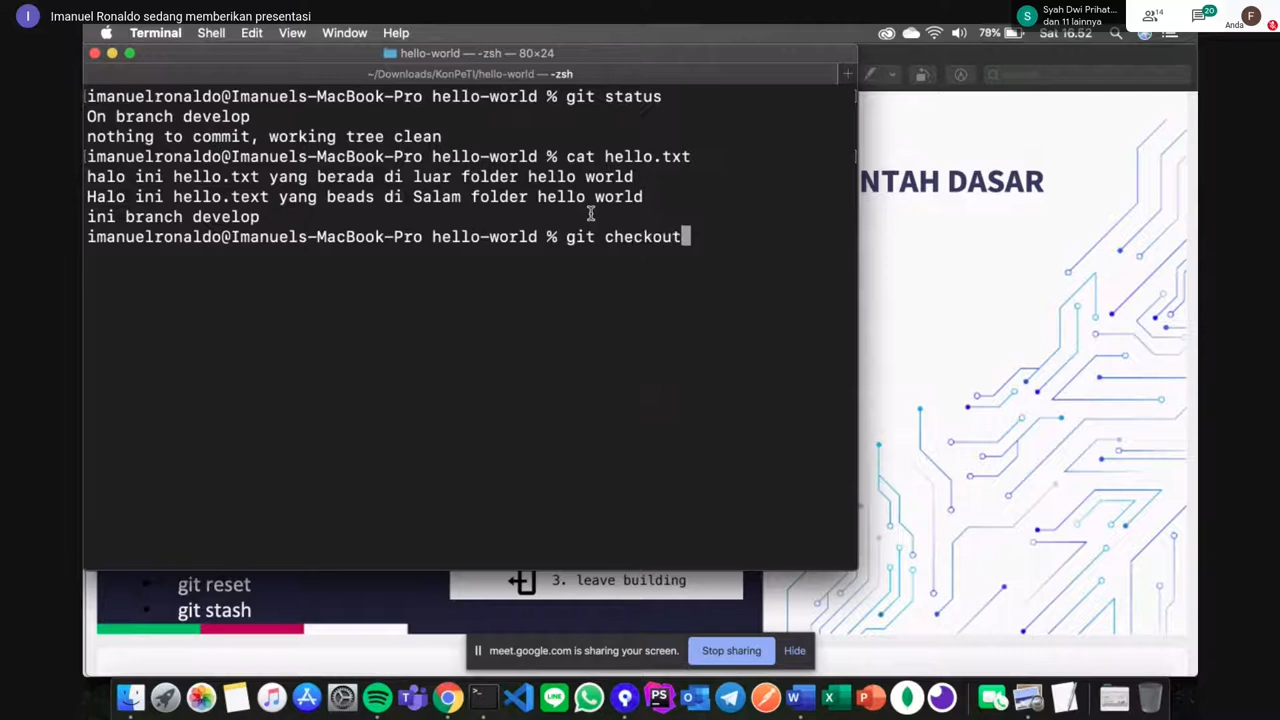 I Imanuel Ronaldo sedang memberikan presentasi
S Syah Dwi Prihat...
dan 11 lainnya
14
20
F
Anda
Terminal Shell Edit View Window Help
78% Sat 16.52
hello-world — -zsh — 80×24
~/Downloads/KonPeTI/hello-world — -zsh
imanuelronaldo@Imanuels-MacBook-Pro hello-world % git status
On branch develop
nothing to commit, working tree clean
imanuelronaldo@Imanuels-MacBook-Pro hello-world % cat hello.txt
halo ini hello.txt yang berada di luar folder hello world
Halo ini hello.text yang beads di Salam folder hello world
ini branch develop
imanuelronaldo@Imanuels-MacBook-Pro hello-world % git checkout
NTAH DASAR
git reset
git stash
3. leave building
meet.google.com is sharing your screen.
Stop sharing
Hide
LINE
PS
W
X
P